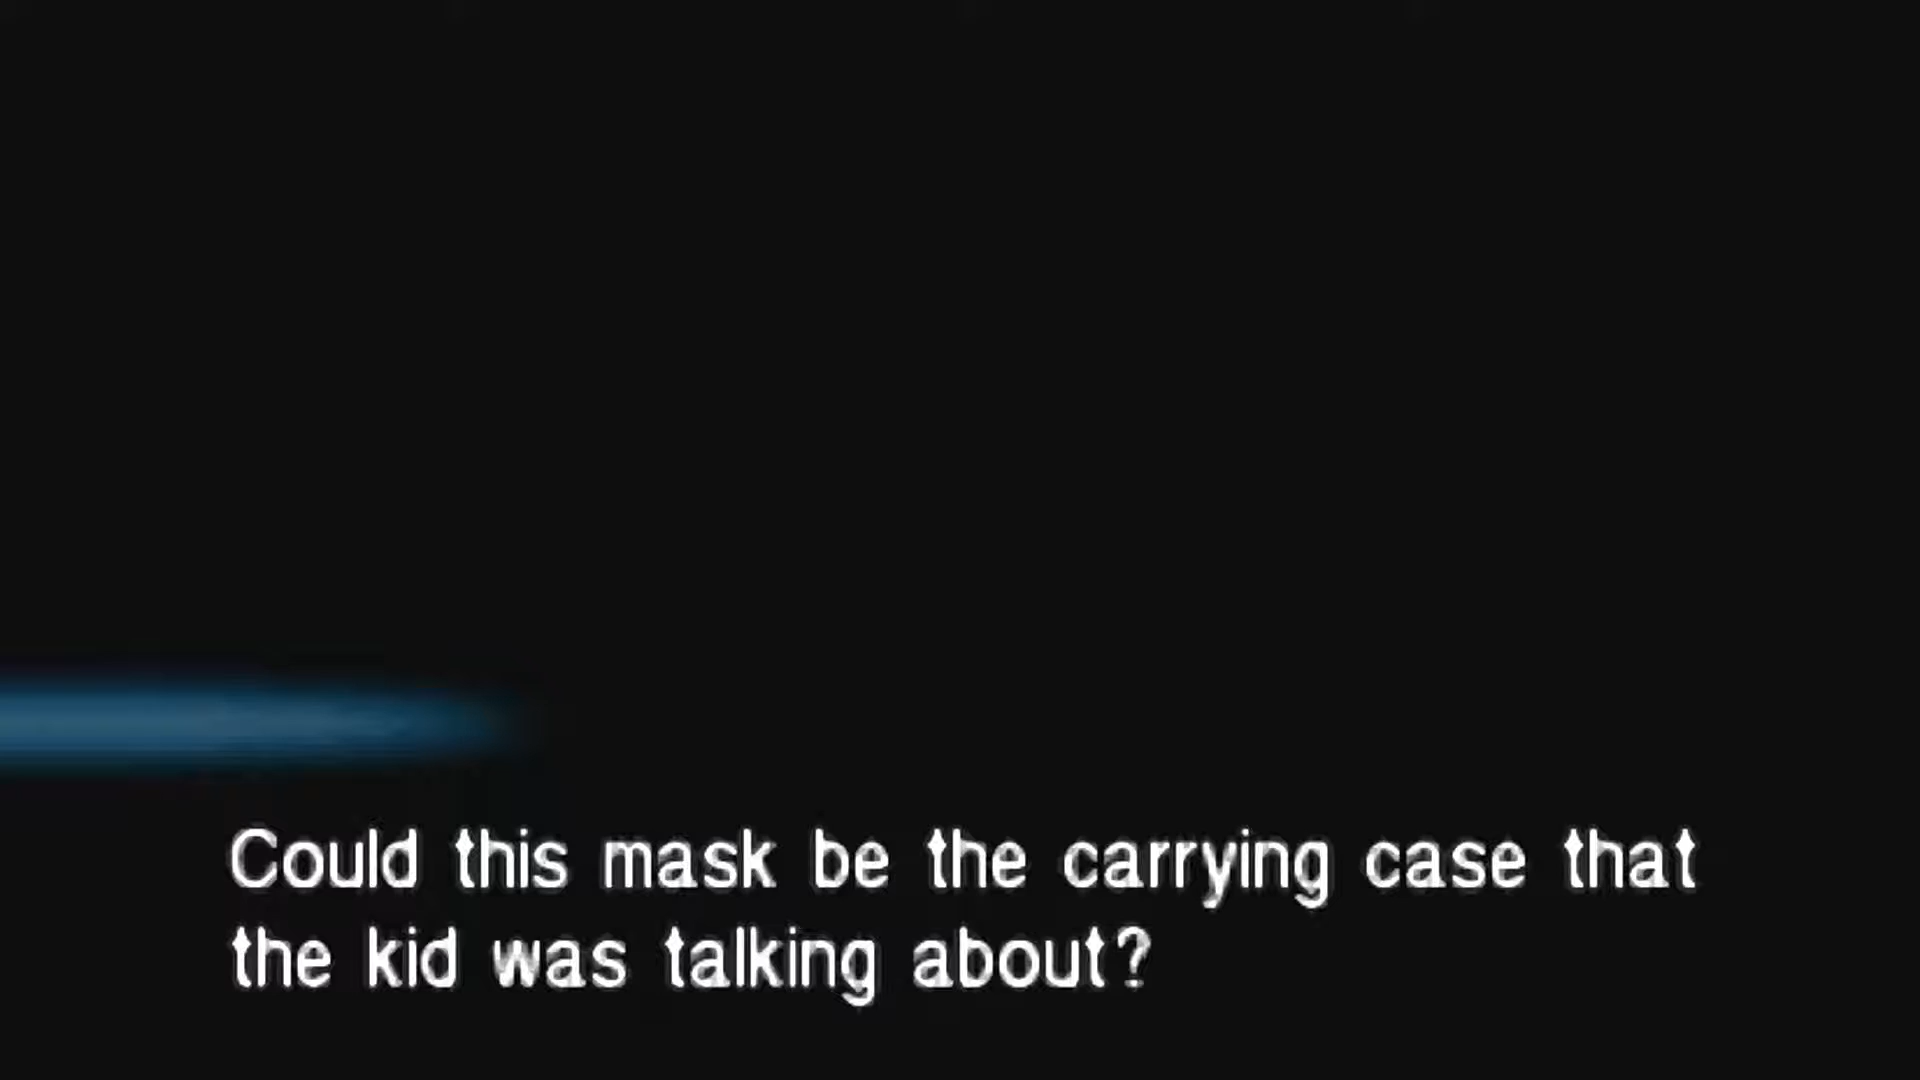 Could this mask be the carrying case that
the kid was talking about?